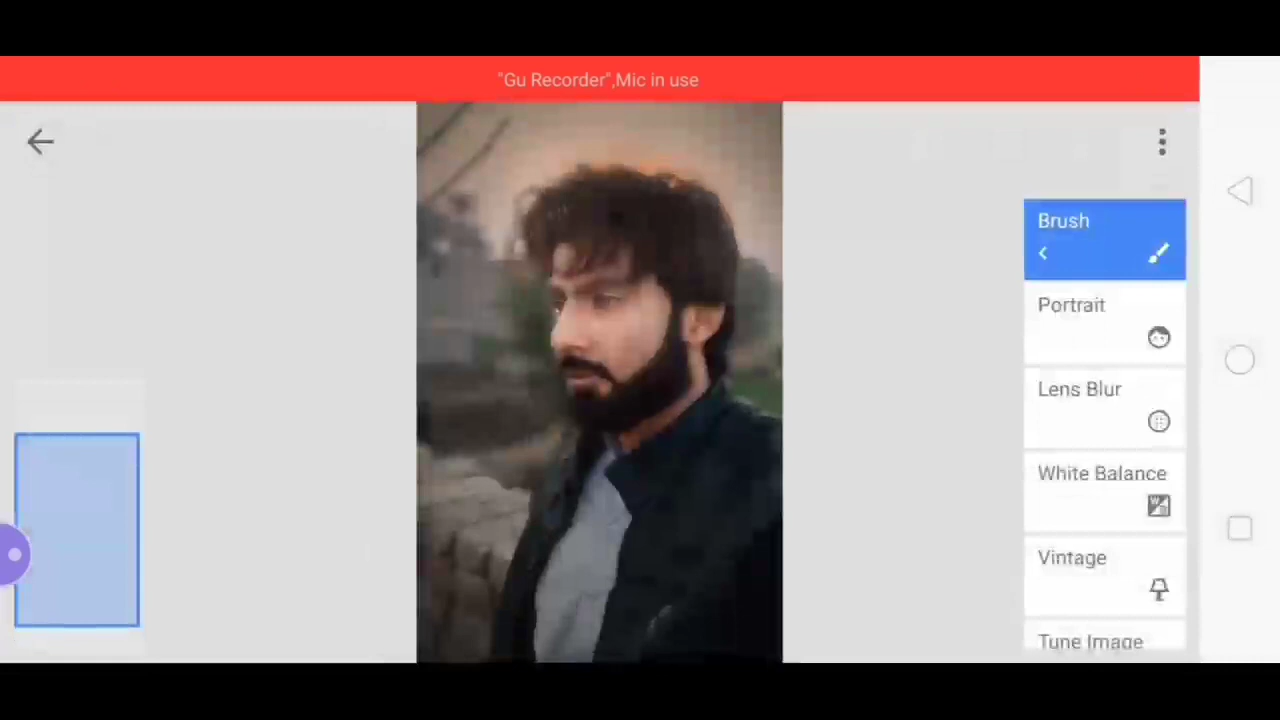 "Gu Recorder",Mic in use
Brush
Portrait
Lens Blur
White Balance
Vintage
Tune Image